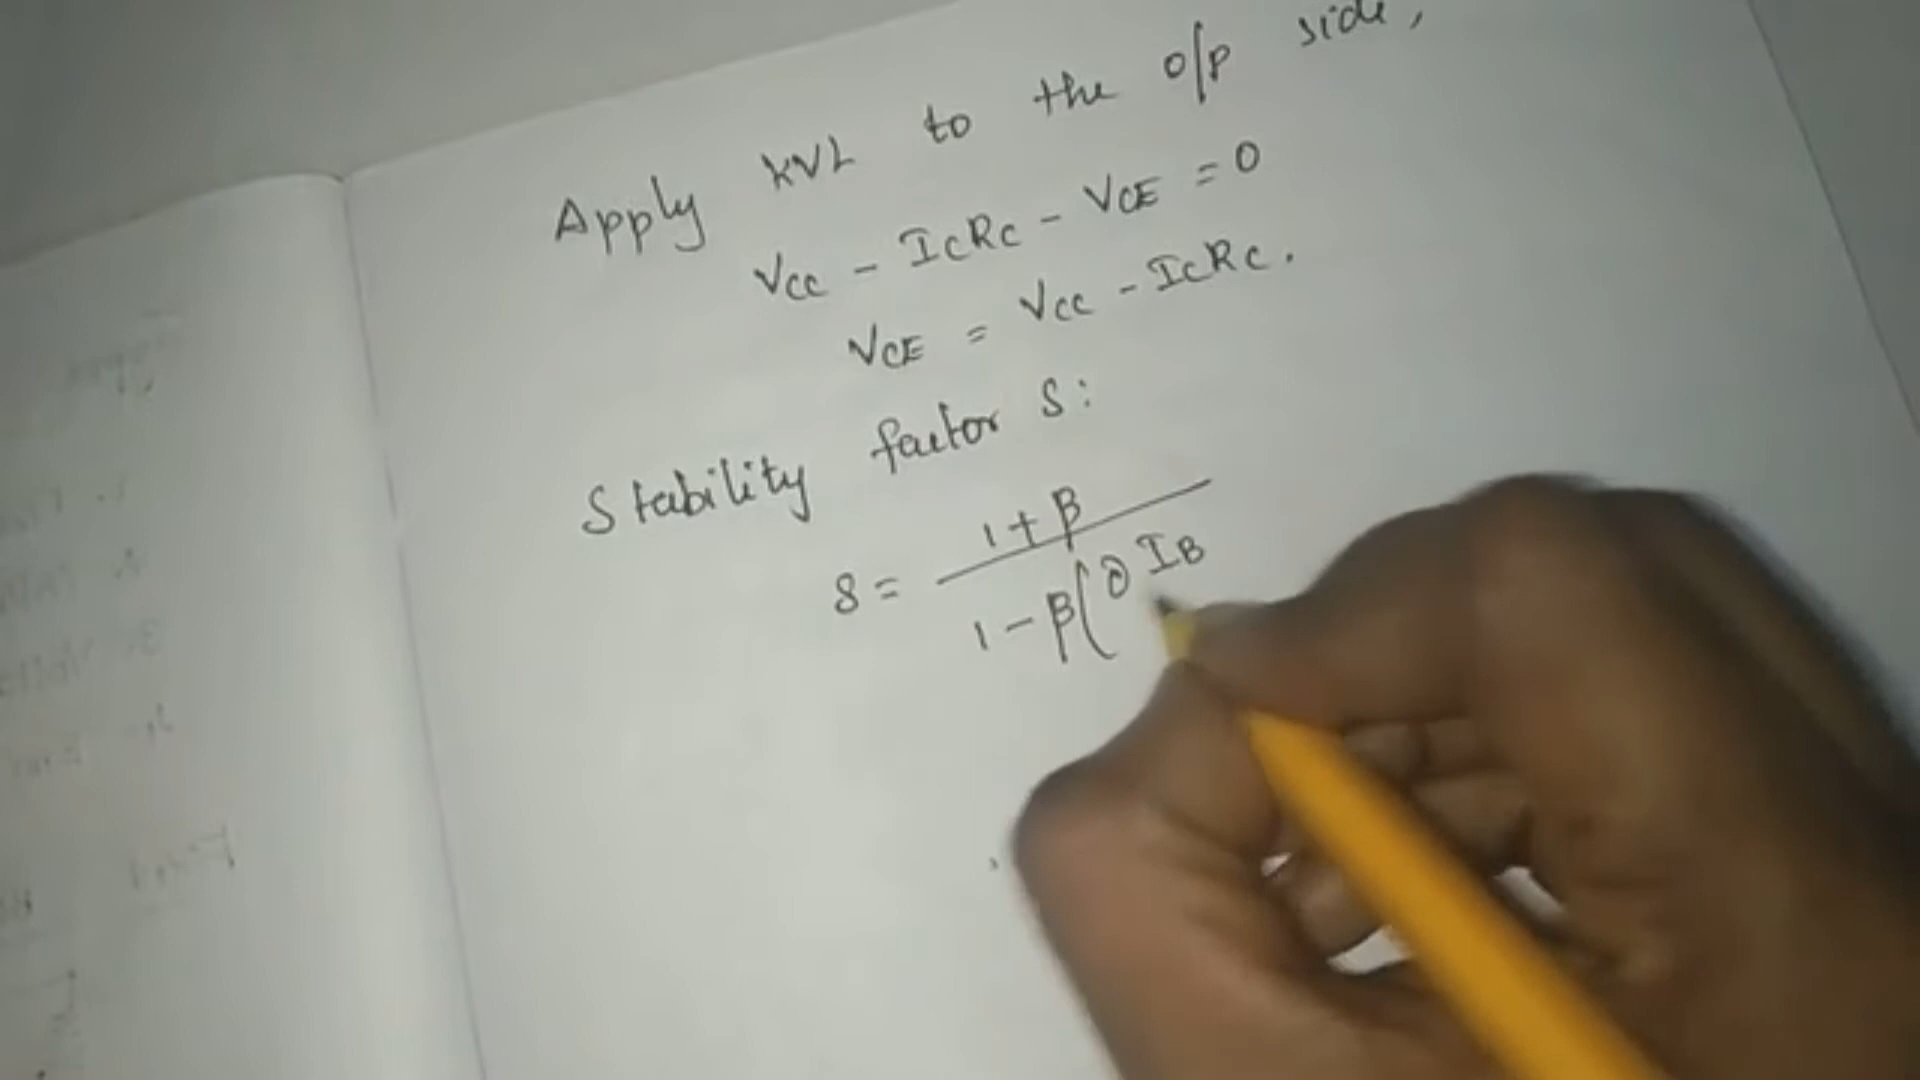 Apply KVL to the o/p side,
VCC - ICRC - VCE = 0
VCE = VCC - ICRC.
Stability factor S:
S = 1 + β
1 - β(∂IB